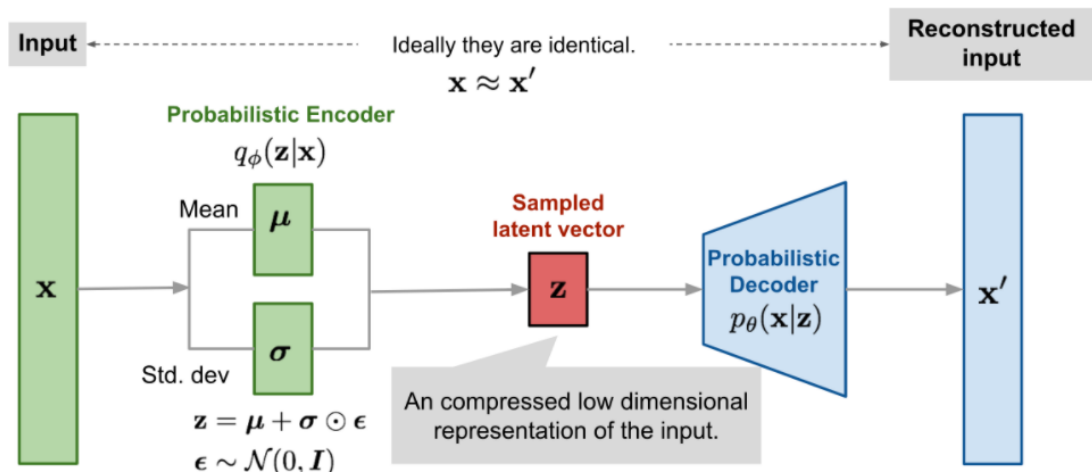 Input
Ideally they are identical.
x ≈ x′
Reconstructed
input
Probabilistic Encoder
qϕ(z|x)
Mean
μ
x
Std. dev
σ
z = μ + σ ⊙ ϵ
ϵ ∼ N(0, I)
Sampled
latent vector
z
An compressed low dimensional
representation of the input.
Probabilistic
Decoder
pθ(x|z)
x′